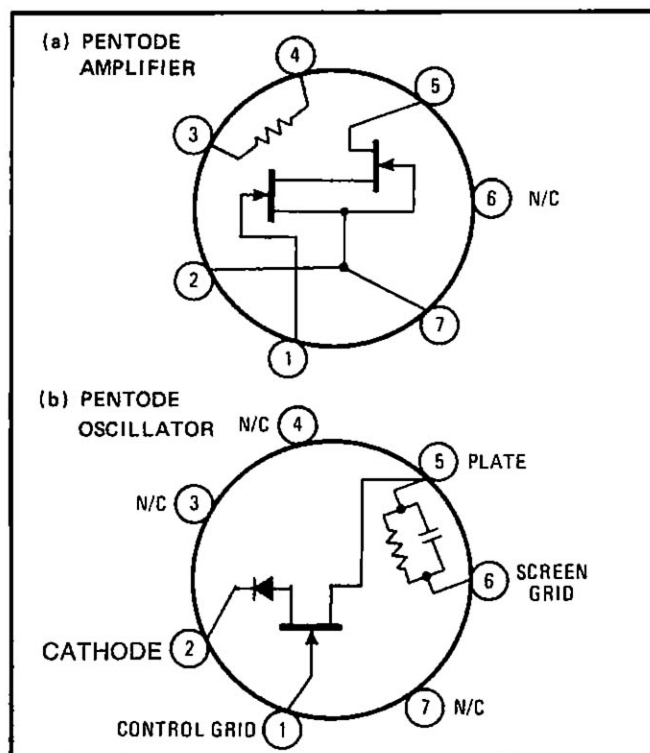 (a) PENTODE
AMPLIFIER
4
5
3
6 N/C
2
7
1
(b) PENTODE
OSCILLATOR
N/C 4
5 PLATE
N/C 3
6 SCREEN
GRID
CATHODE 2
7 N/C
CONTROL GRID 1